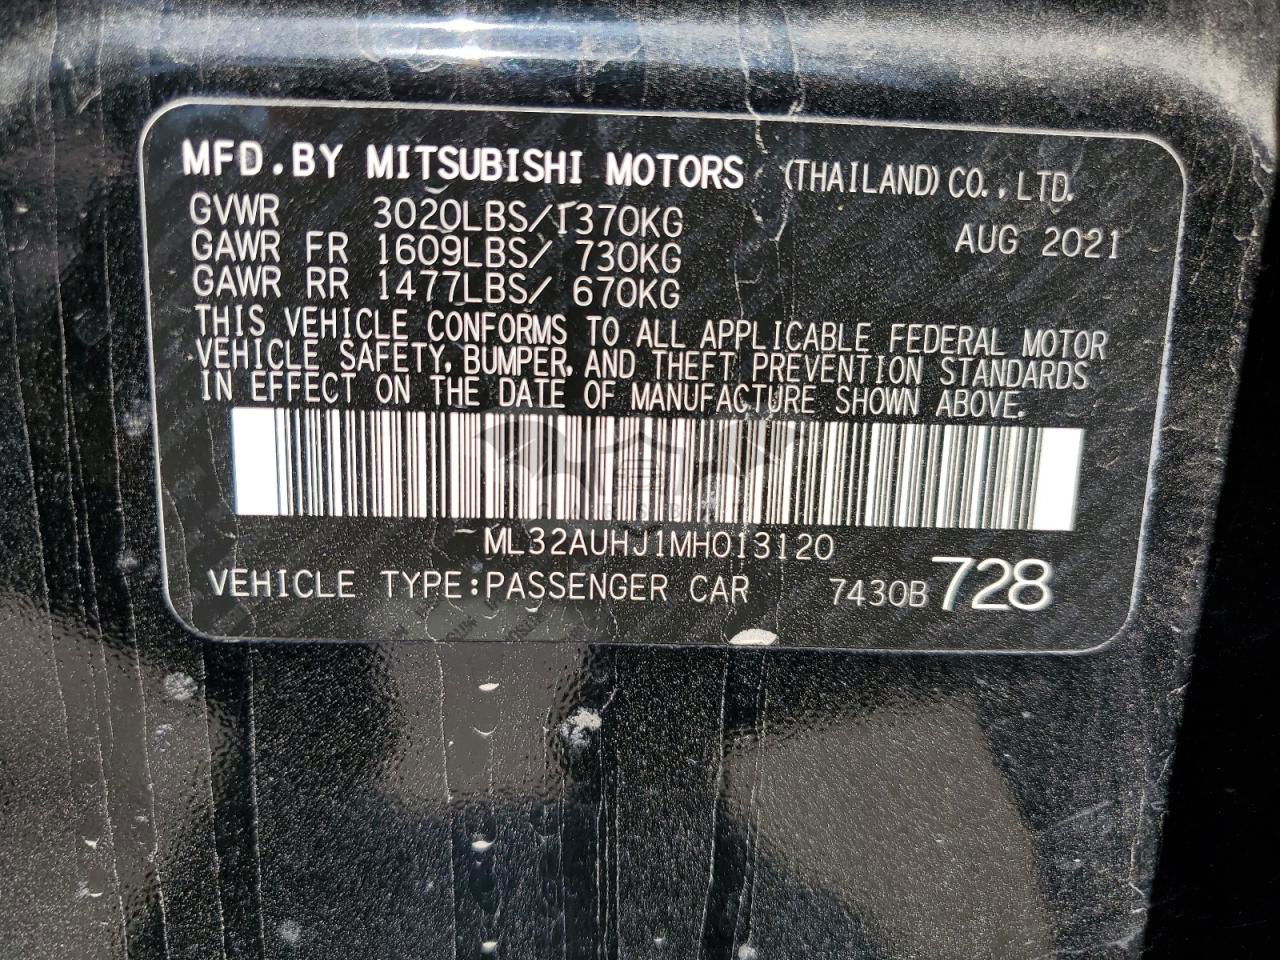 MFD.BY MITSUBISHI MOTORS (THAILAND) CO., LTD.
GVWR 3020LBS/1370KG AUG 2021
GAWR FR 1609LBS/ 730KG
GAWR RR 1477LBS/ 670KG
THIS VEHICLE CONFORMS TO ALL APPLICABLE FEDERAL MOTOR
VEHICLE SAFETY, BUMPER, AND THEFT PREVENTION STANDARDS
IN EFFECT ON THE DATE OF MANUFACTURE SHOWN ABOVE.
ML32AUHJ1MH013120
VEHICLE TYPE:PASSENGER CAR 7430B 728